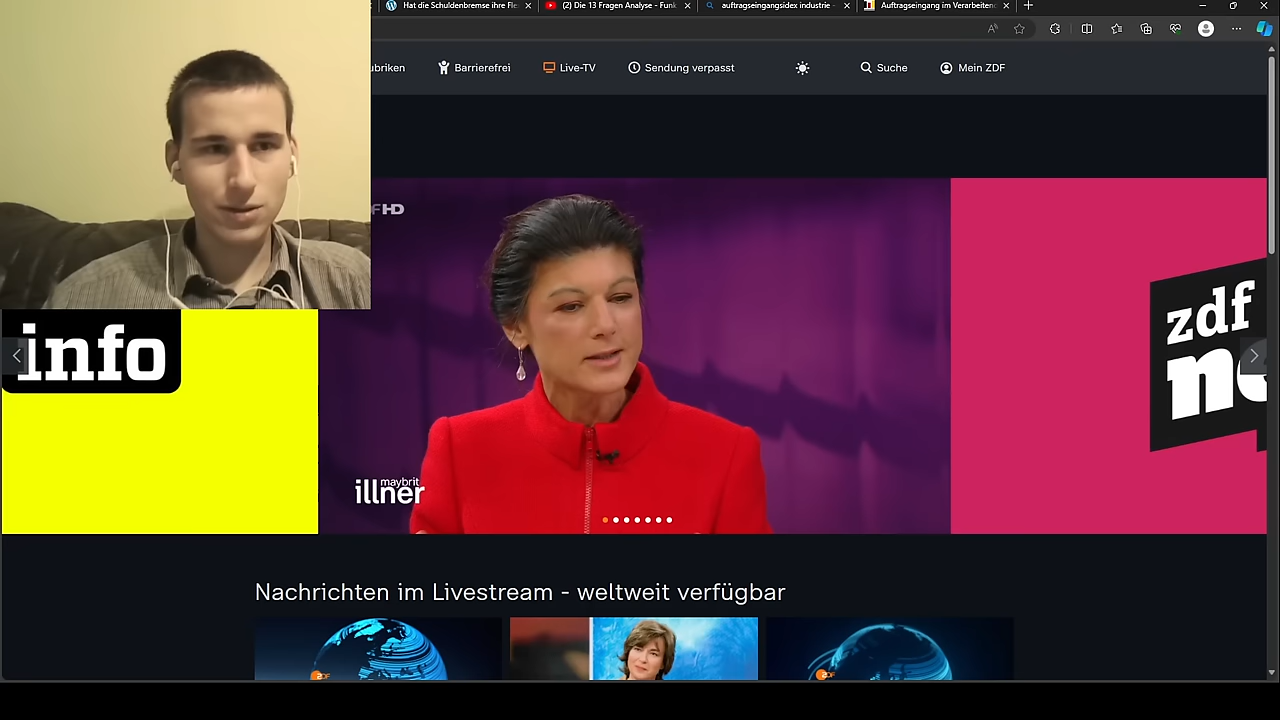 Hat die Schuldenbremse ihre Fle
(2) Die 13 Fragen Analyse - Funk
auftragseingangsidex industrie -
Auftragseingang im Verarbeiten
ubriken
Barrierefrei
Live-TV
Sendung verpasst
Suche
Mein ZDF
FHD
info
zdf
maybrit
illner
Nachrichten im Livestream - weltweit verfügbar